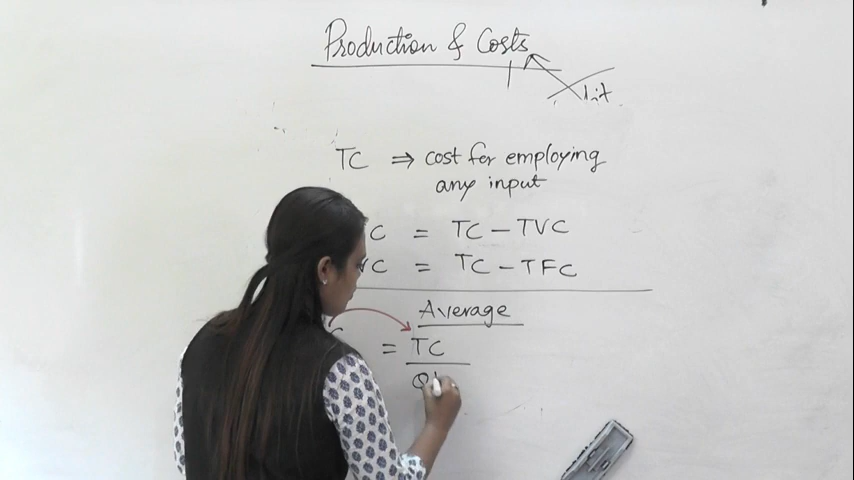 Production & Costs
TC ⇒ cost for employing
any input
C = TC - TVC
VC = TC - TFC
Average
= TC